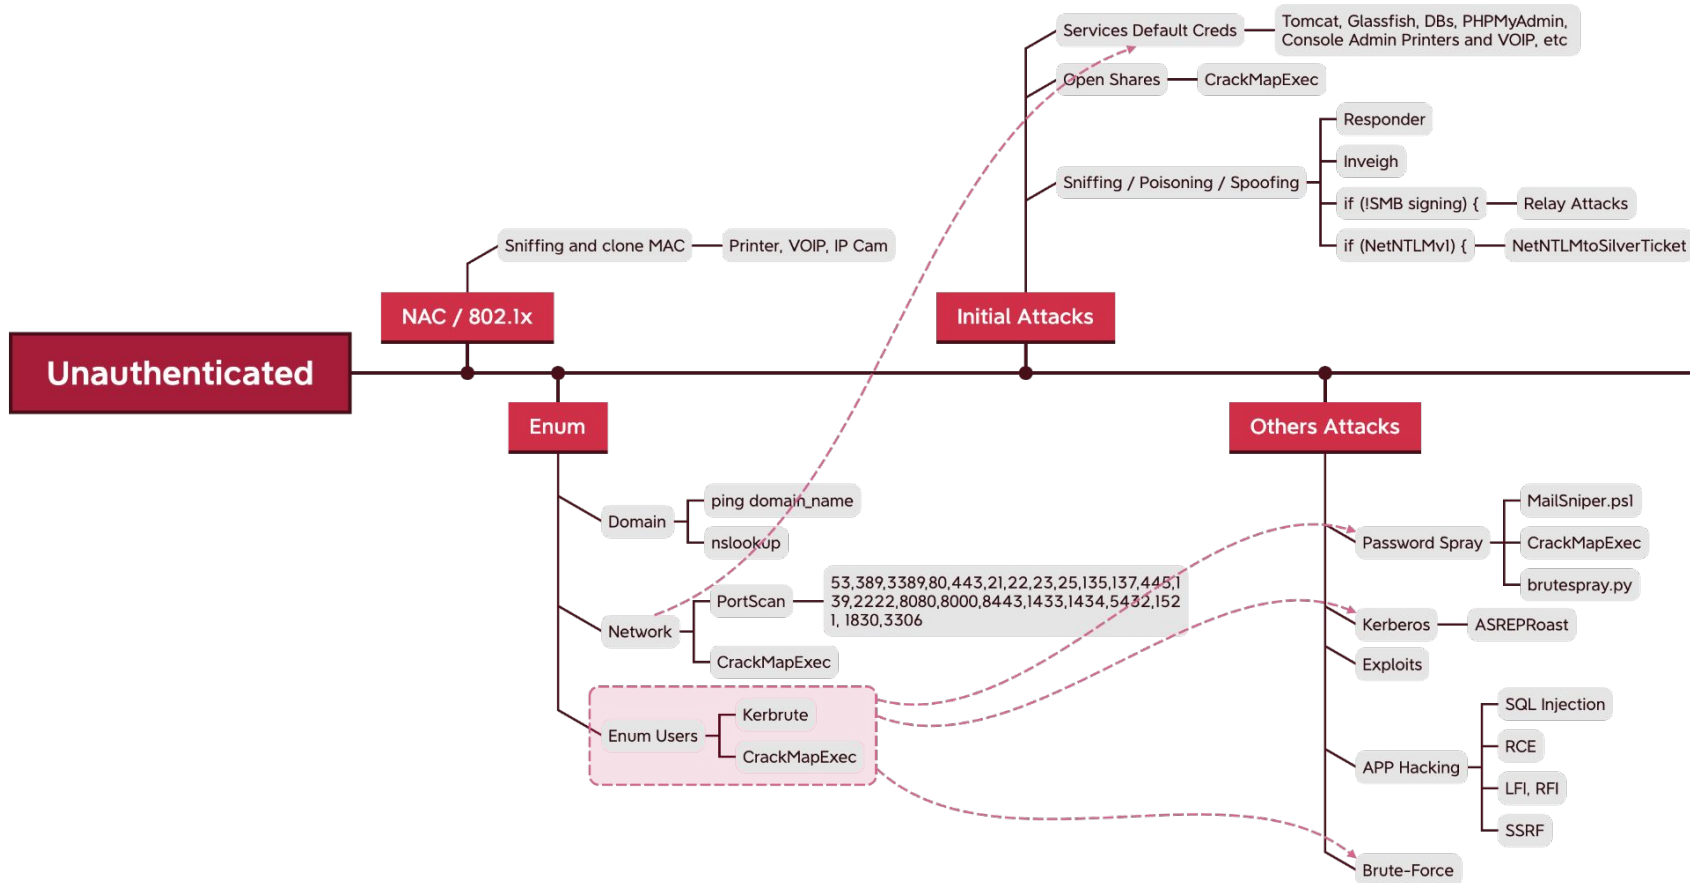 Services Default Creds
Tomcat, Glassfish, DBs, PHPMyAdmin,
Console Admin Printers and VOIP, etc
Open Shares
CrackMapExec
Responder
Inveigh
Sniffing / Poisoning / Spoofing
if (!SMB signing) {
Relay Attacks
if (NetNTLMv1) {
NetNTLMtoSilverTicket
Sniffing and clone MAC
Printer, VOIP, IP Cam
NAC / 802.1x
Initial Attacks
Unauthenticated
Enum
Others Attacks
Domain
ping domain_name
nslookup
Network
PortScan
53,389,3389,80,443,21,22,23,25,135,137,445,1
39,2222,8080,8000,8443,1433,1434,5432,152
1, 1830,3306
CrackMapExec
Enum Users
Kerbrute
CrackMapExec
Password Spray
MailSniper.ps1
CrackMapExec
brutespray.py
Kerberos
ASREPRoast
Exploits
APP Hacking
SQL Injection
RCE
LFI, RFI
SSRF
Brute-Force